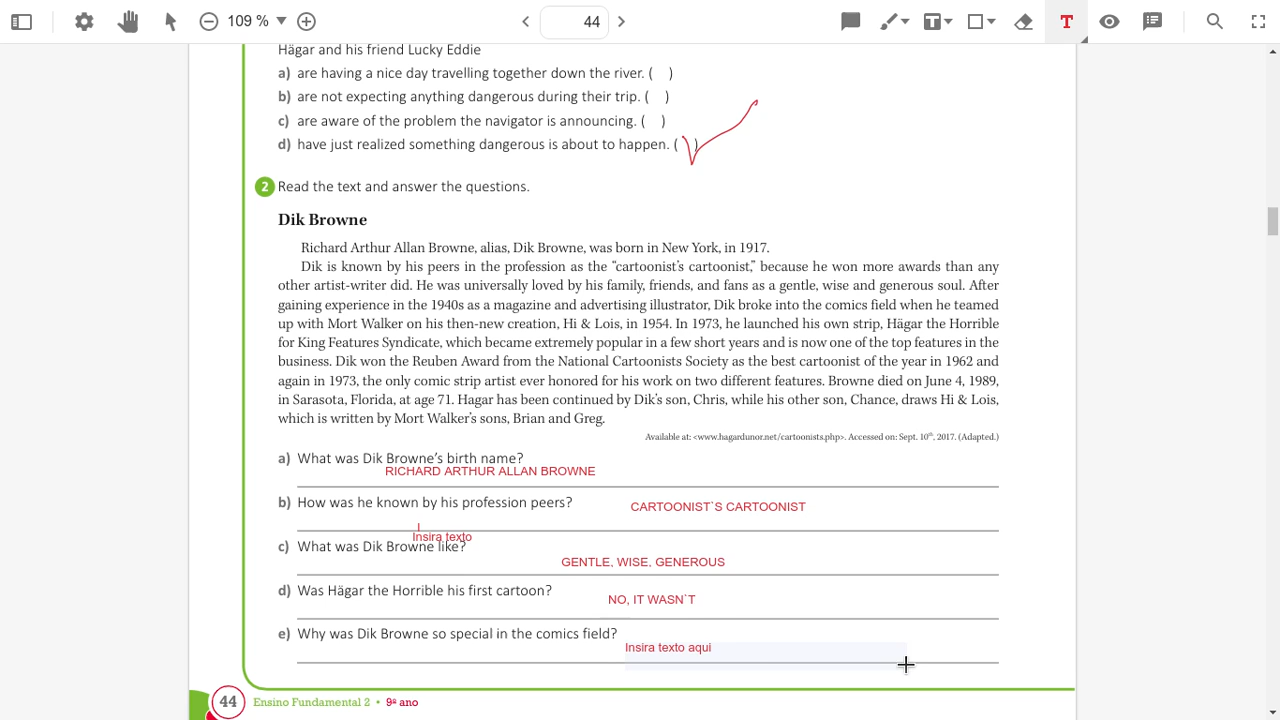 109 %
44
T
T
Hägar and his friend Lucky Eddie
a) are having a nice day travelling together down the river. ( )
b) are not expecting anything dangerous during their trip. ( )
c) are aware of the problem the navigator is announcing. ( )
d) have just realized something dangerous is about to happen. ( )
2 Read the text and answer the questions.
Dik Browne
Richard Arthur Allan Browne, alias, Dik Browne, was born in New York, in 1917.
Dik is known by his peers in the profession as the “cartoonist’s cartoonist,” because he won more awards than any
other artist-writer did. He was universally loved by his family, friends, and fans as a gentle, wise and generous soul. After
gaining experience in the 1940s as a magazine and advertising illustrator, Dik broke into the comics field when he teamed
up with Mort Walker on his then-new creation, Hi & Lois, in 1954. In 1973, he launched his own strip, Hägar the Horrible
for King Features Syndicate, which became extremely popular in a few short years and is now one of the top features in the
business. Dik won the Reuben Award from the National Cartoonists Society as the best cartoonist of the year in 1962 and
again in 1973, the only comic strip artist ever honored for his work on two different features. Browne died on June 4, 1989,
in Sarasota, Florida, at age 71. Hagar has been continued by Dik’s son, Chris, while his other son, Chance, draws Hi & Lois,
which is written by Mort Walker’s sons, Brian and Greg.
Available at: <www.hagardunor.net/cartoonists.php>. Accessed on: Sept. 10th, 2017. (Adapted.)
a) What was Dik Browne’s birth name?
RICHARD ARTHUR ALLAN BROWNE
b) How was he known by his profession peers?
CARTOONIST`S CARTOONIST
Insira texto
c) What was Dik Browne like?
GENTLE, WISE, GENEROUS
d) Was Hägar the Horrible his first cartoon?
NO, IT WASN`T
e) Why was Dik Browne so special in the comics field?
Insira texto aqui
44 Ensino Fundamental 2 • 9º ano